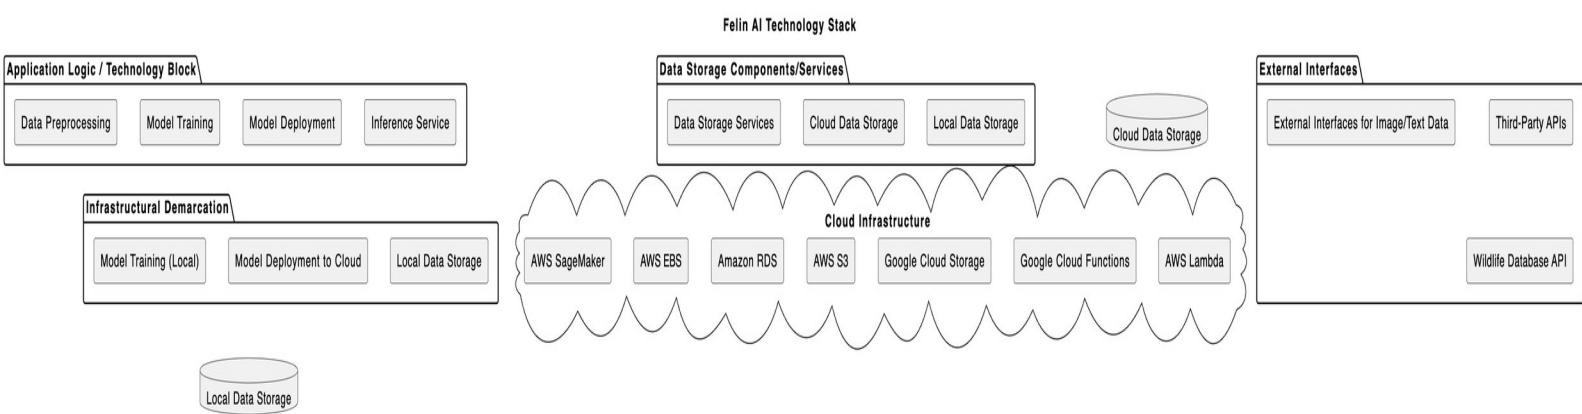 Felin AI Technology Stack
Application Logic / Technology Block
Data Preprocessing
Model Training
Model Deployment
Inference Service
Data Storage Components/Services
Data Storage Services
Cloud Data Storage
Local Data Storage
Cloud Data Storage
External Interfaces
External Interfaces for Image/Text Data
Third-Party APIs
Infrastructural Demarcation
Model Training (Local)
Model Deployment to Cloud
Local Data Storage
Cloud Infrastructure
AWS SageMaker
AWS EBS
Amazon RDS
AWS S3
Google Cloud Storage
Google Cloud Functions
AWS Lambda
Wildlife Database API
Local Data Storage